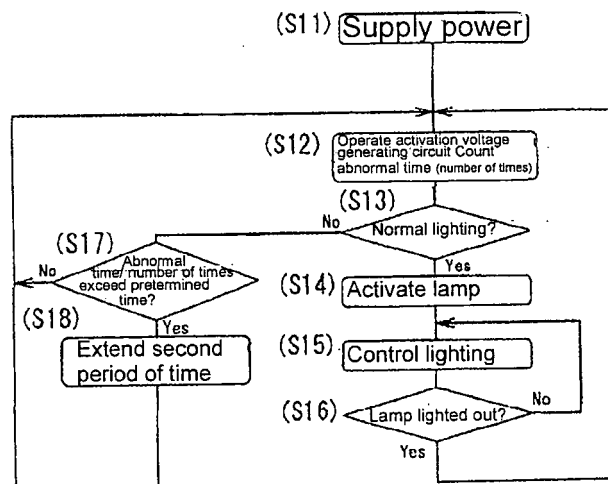 (S11) Supply power
(S12) Operate activation voltage
generating circuit Count
abnormal time (number of times)
(S13)
Normal lighting?
No
Yes
(S17)
Abnormal
time/ number of times
exceed pretermined
time?
No
Yes
(S18)
Extend second
period of time
(S14) Activate lamp
(S15) Control lighting
(S16) Lamp lighted out?
No
Yes